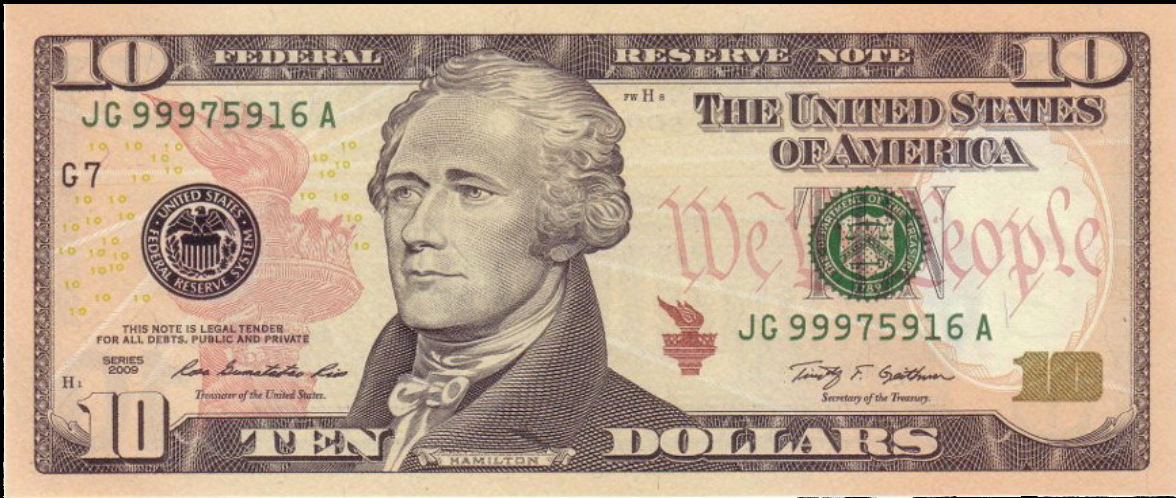 10 FEDERAL RESERVE NOTE 10
JG 99975916 A
FW H 8
THE UNITED STATES
OF AMERICA
G 7
UNITED STATES FEDERAL RESERVE SYSTEM
We the People
TEN
THE DEPARTMENT OF THE TREASURY
1789
THIS NOTE IS LEGAL TENDER
FOR ALL DEBTS, PUBLIC AND PRIVATE
JG 99975916 A
SERIES
2009
Rosa Gumataotao Rios
Treasurer of the United States.
Timothy F. Geithner
Secretary of the Treasury.
H 1
10
10
TEN DOLLARS
HAMILTON